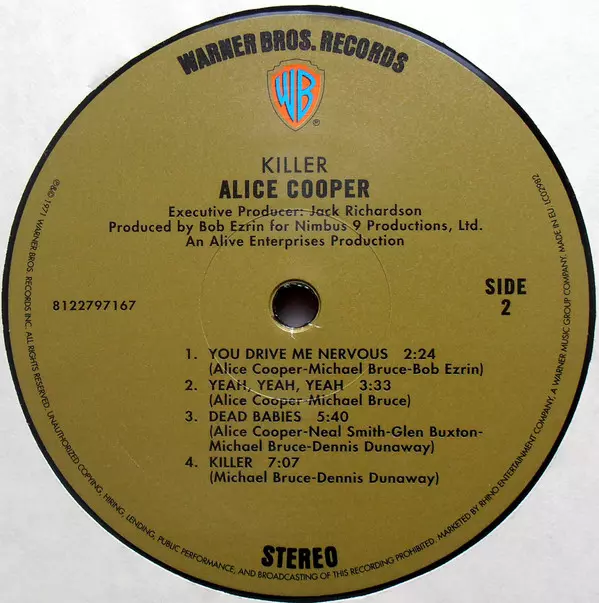 WARNER BROS. RECORDS
WB
®
KILLER
ALICE COOPER
Executive Producer: Jack Richardson
Produced by Bob Ezrin for Nimbus 9 Productions, Ltd.
An Alive Enterprises Production
8122797167
SIDE
2
1. YOU DRIVE ME NERVOUS 2:24
(Alice Cooper-Michael Bruce-Bob Ezrin)
2. YEAH, YEAH, YEAH 3:33
(Alice Cooper-Michael Bruce)
3. DEAD BABIES 5:40
(Alice Cooper-Neal Smith-Glen Buxton-
Michael Bruce-Dennis Dunaway)
4. KILLER 7:07
(Michael Bruce-Dennis Dunaway)
STEREO
℗&© 1971 WARNER BROS. RECORDS INC. ALL RIGHTS RESERVED. UNAUTHORIZED COPYING, HIRING, LENDING, PUBLIC PERFORMANCE, AND BROADCASTING OF THIS RECORDING PROHIBITED. MARKETED BY RHINO ENTERTAINMENT COMPANY, A WARNER MUSIC GROUP COMPANY. MADE IN EU. LC02982